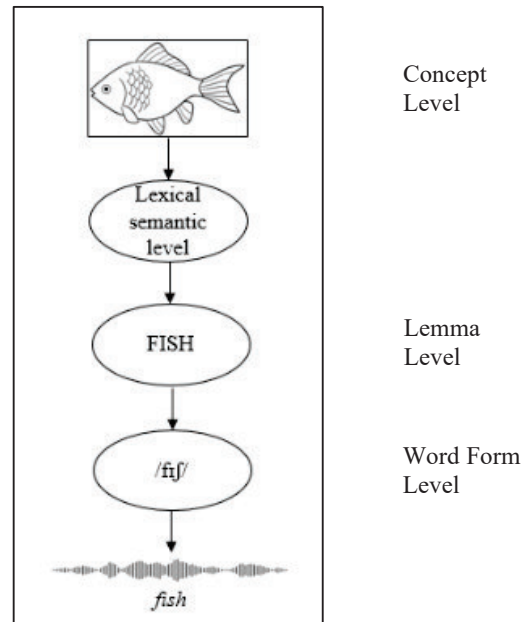 Concept
Level
Lexical
semantic
level
FISH
Lemma
Level
/fɪʃ/
Word Form
Level
fish